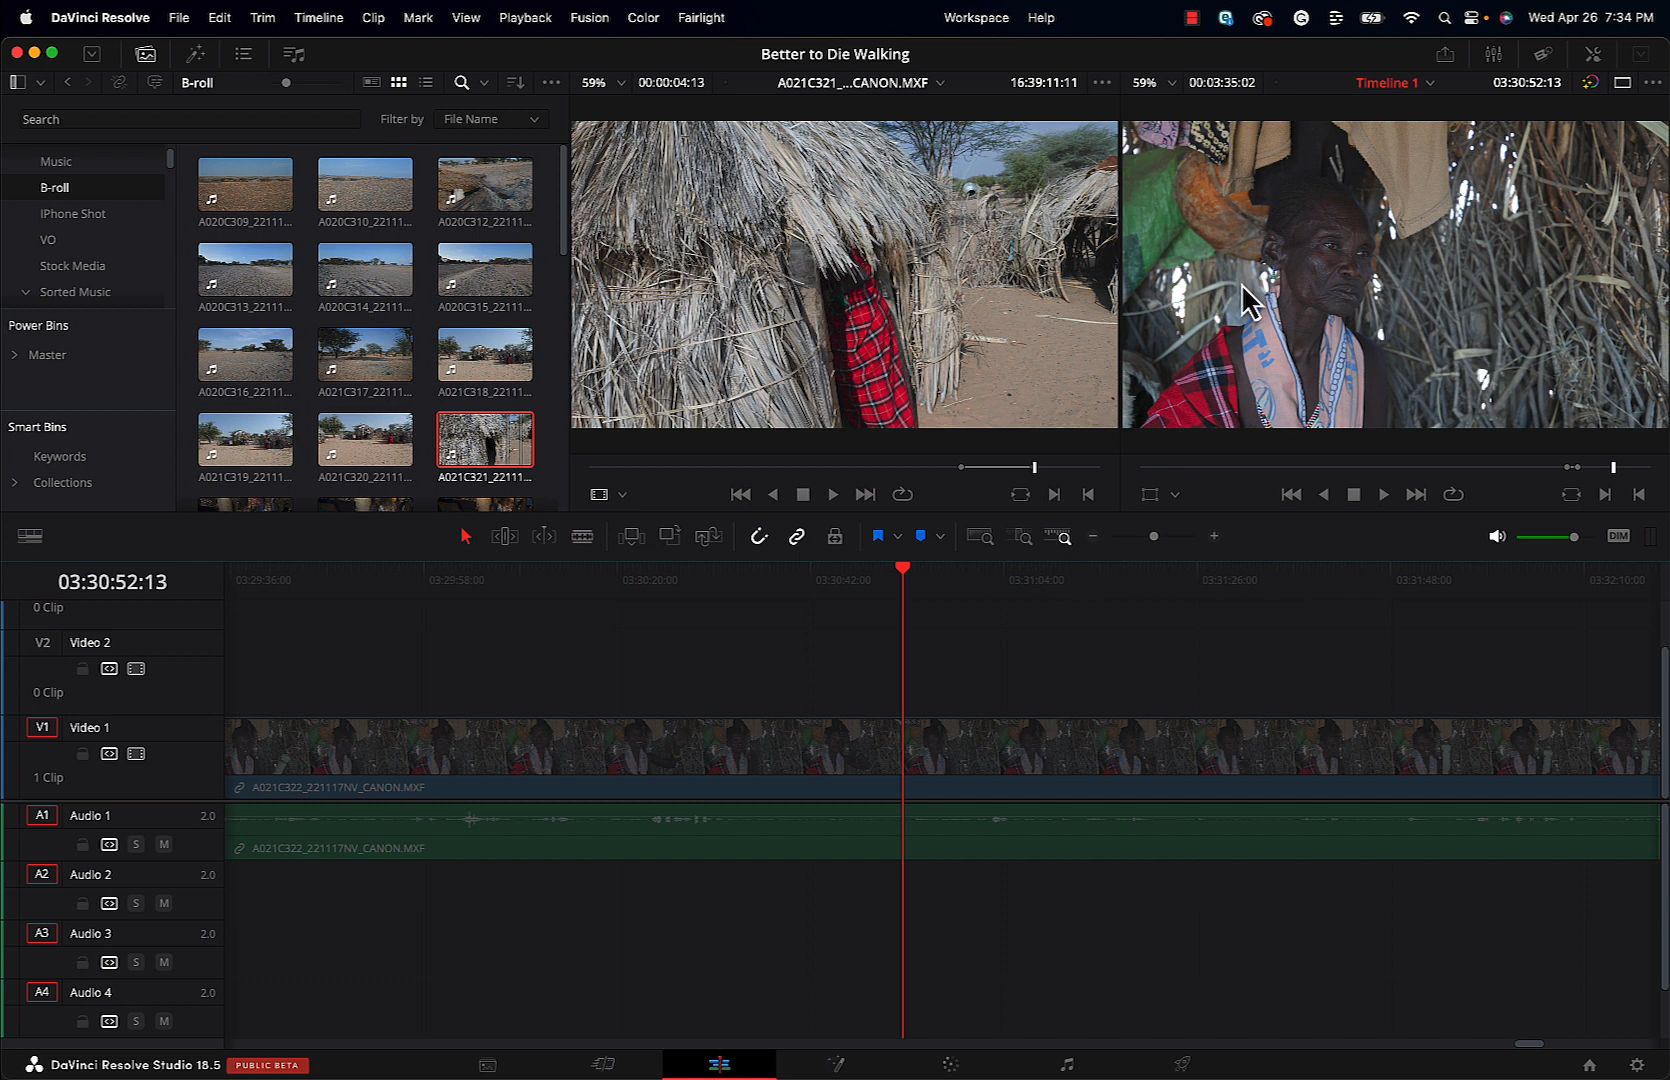 DaVinci Resolve File Edit Trim Timeline Clip Mark View Playback Fusion Color Fairlight Workspace Help Wed Apr 26 7:34 PM
Better to Die Walking
B-roll 59% 00:00:04:13 A021C321_...CANON.MXF 16:39:11:11 59% 00:03:35:02 Timeline 1 03:30:52:13
Search Filter by File Name
Music
B-roll
IPhone Shot
VO
Stock Media
Sorted Music
Power Bins
Master
Smart Bins
Keywords
Collections
A020C309_22111... A020C310_22111... A020C312_22111...
A020C313_22111... A020C314_22111... A020C315_22111...
A020C316_22111... A021C317_22111... A021C318_22111...
A021C319_22111... A021C320_22111... A021C321_22111...
DIM
03:30:52:13 03:29:36:00 03:29:58:00 03:30:20:00 03:30:42:00 03:31:04:00 03:31:26:00 03:31:48:00 03:32:10:00
0 Clip
V2 Video 2
0 Clip
V1 Video 1
1 Clip
A021C322_221117NV_CANON.MXF
A1 Audio 1 2.0
S M
A021C322_221117NV_CANON.MXF
A2 Audio 2 2.0
S M
A3 Audio 3 2.0
S M
A4 Audio 4 2.0
S M
DaVinci Resolve Studio 18.5 PUBLIC BETA